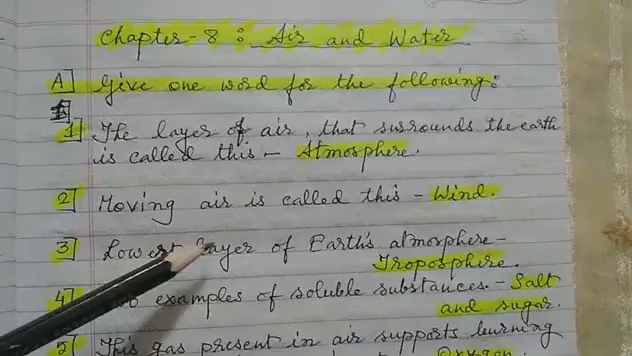 Chapter - 8 : Air and Water
A] Give one word for the following:
1] The layer of air, that surrounds the earth
is called this - Atmosphere.
2] Moving air is called this - Wind.
3] Lowest layer of Earth's atmosphere -
Troposphere.
4] examples of soluble substances. - Salt
and sugar.
5] This gas present in air supports burning
Oxygen